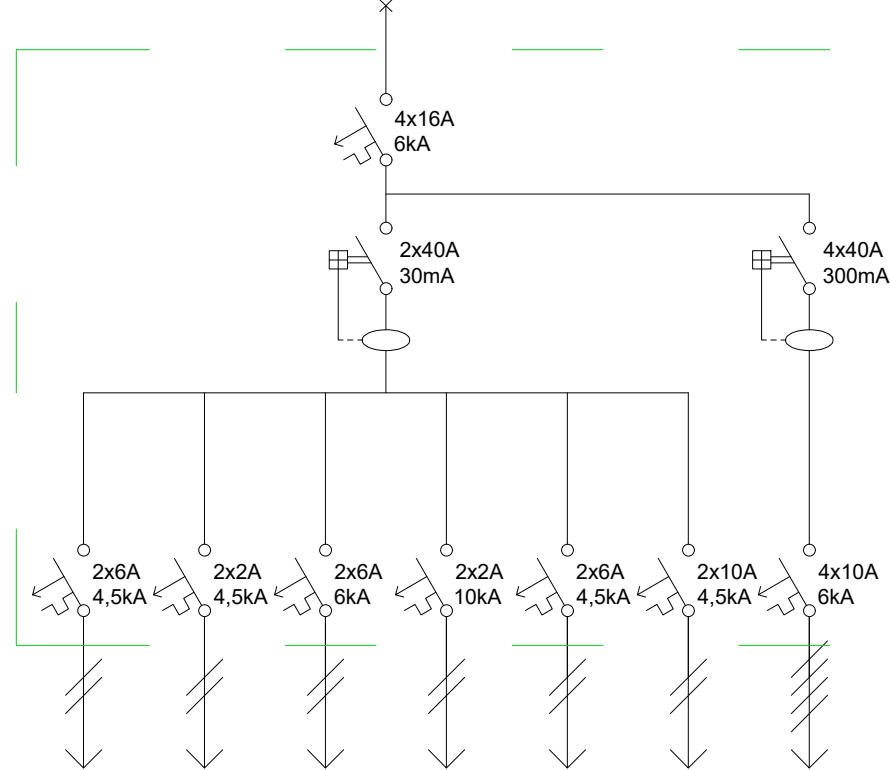 4x16A
6kA
2x40A
30mA
4x40A
300mA
2x6A
4,5kA
2x2A
4,5kA
2x6A
6kA
2x2A
10kA
2x6A
4,5kA
2x10A
4,5kA
4x10A
6kA